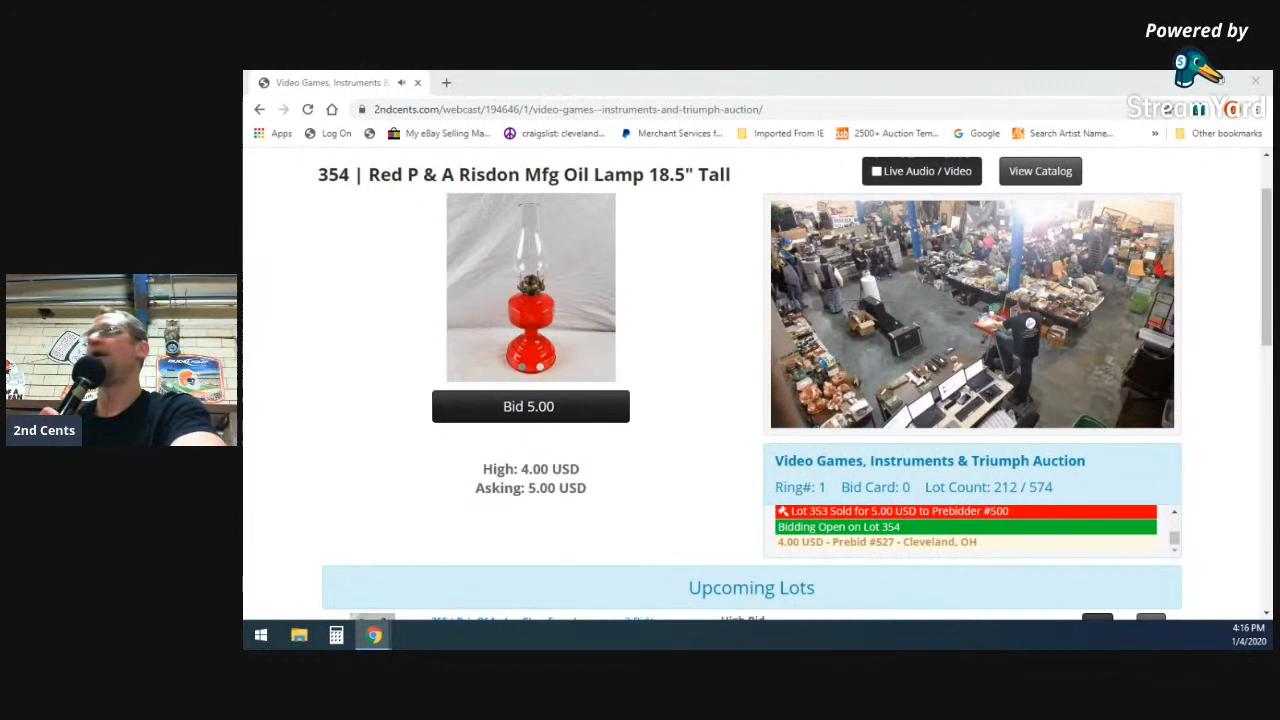 Powered by
StreamYard
Video Games, Instruments &
2ndcents.com/webcast/194646/1/video-games--instruments-and-triumph-auction/
Apps
Log On
My eBay Selling Ma...
craigslist: cleveland...
Merchant Services f...
Imported From IE
2500+ Auction Tem...
Google
Search Artist Name...
»
Other bookmarks
354 | Red P & A Risdon Mfg Oil Lamp 18.5" Tall
Live Audio / Video
View Catalog
Bid 5.00
High: 4.00 USD
Asking: 5.00 USD
Video Games, Instruments & Triumph Auction
Ring#: 1 Bid Card: 0 Lot Count: 212 / 574
Lot 353 Sold for 5.00 USD to Prebidder #500
Bidding Open on Lot 354
4.00 USD - Prebid #527 - Cleveland, OH
Upcoming Lots
2nd Cents
4:16 PM
1/4/2020